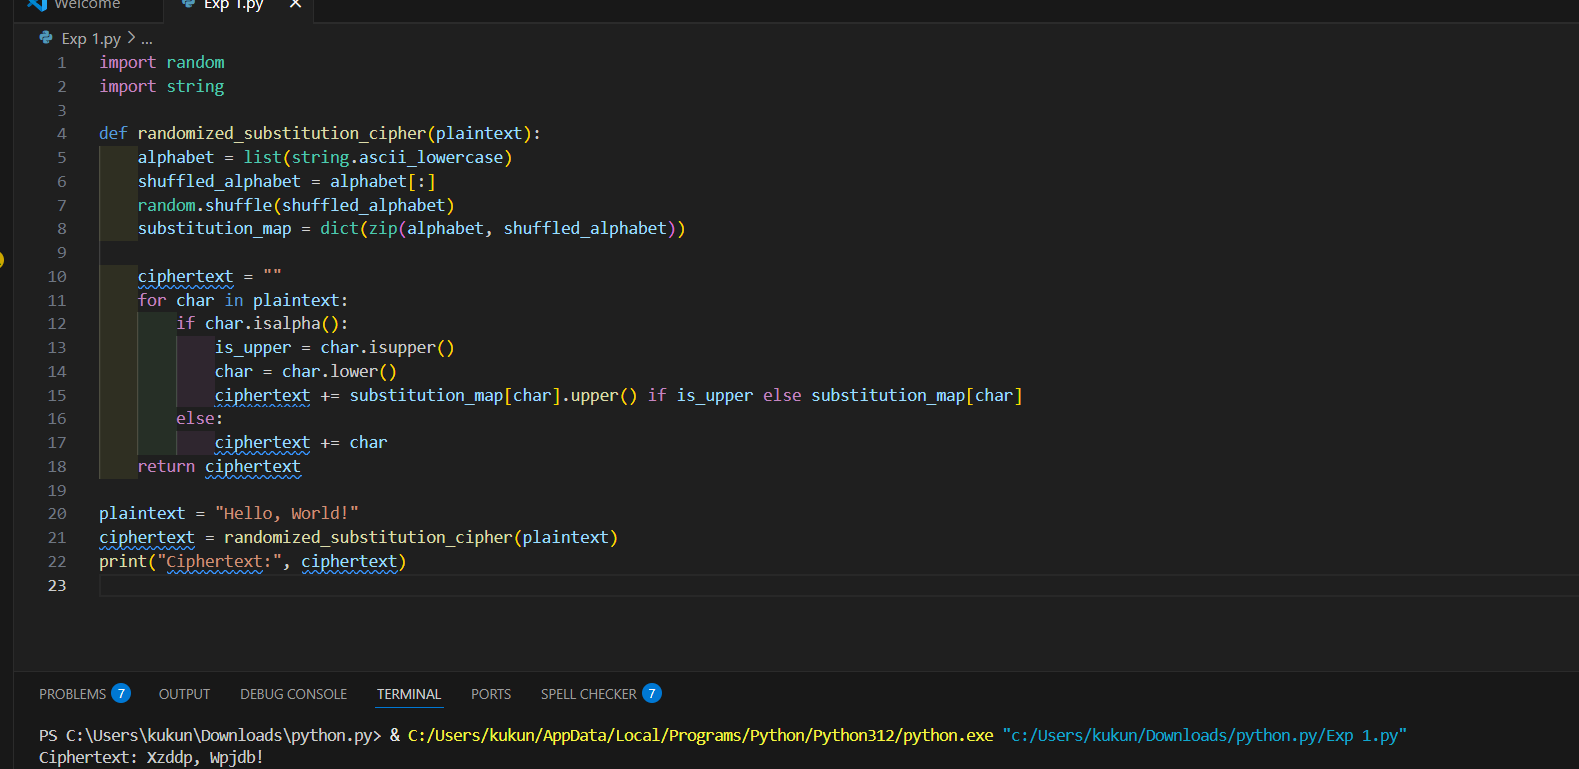 Welcome Exp 1.py ×
Exp 1.py > ...
1 import random
2 import string
3
4 def randomized_substitution_cipher(plaintext):
5     alphabet = list(string.ascii_lowercase)
6     shuffled_alphabet = alphabet[:]
7     random.shuffle(shuffled_alphabet)
8     substitution_map = dict(zip(alphabet, shuffled_alphabet))
9
10     ciphertext = ""
11     for char in plaintext:
12         if char.isalpha():
13             is_upper = char.isupper()
14             char = char.lower()
15             ciphertext += substitution_map[char].upper() if is_upper else substitution_map[char]
16         else:
17             ciphertext += char
18     return ciphertext
19
20 plaintext = "Hello, World!"
21 ciphertext = randomized_substitution_cipher(plaintext)
22 print("Ciphertext:", ciphertext)
23
PROBLEMS 7 OUTPUT DEBUG CONSOLE TERMINAL PORTS SPELL CHECKER 7
PS C:\Users\kukun\Downloads\python.py> & C:/Users/kukun/AppData/Local/Programs/Python/Python312/python.exe "c:/Users/kukun/Downloads/python.py/Exp 1.py"
Ciphertext: Xzddp, Wpjdb!